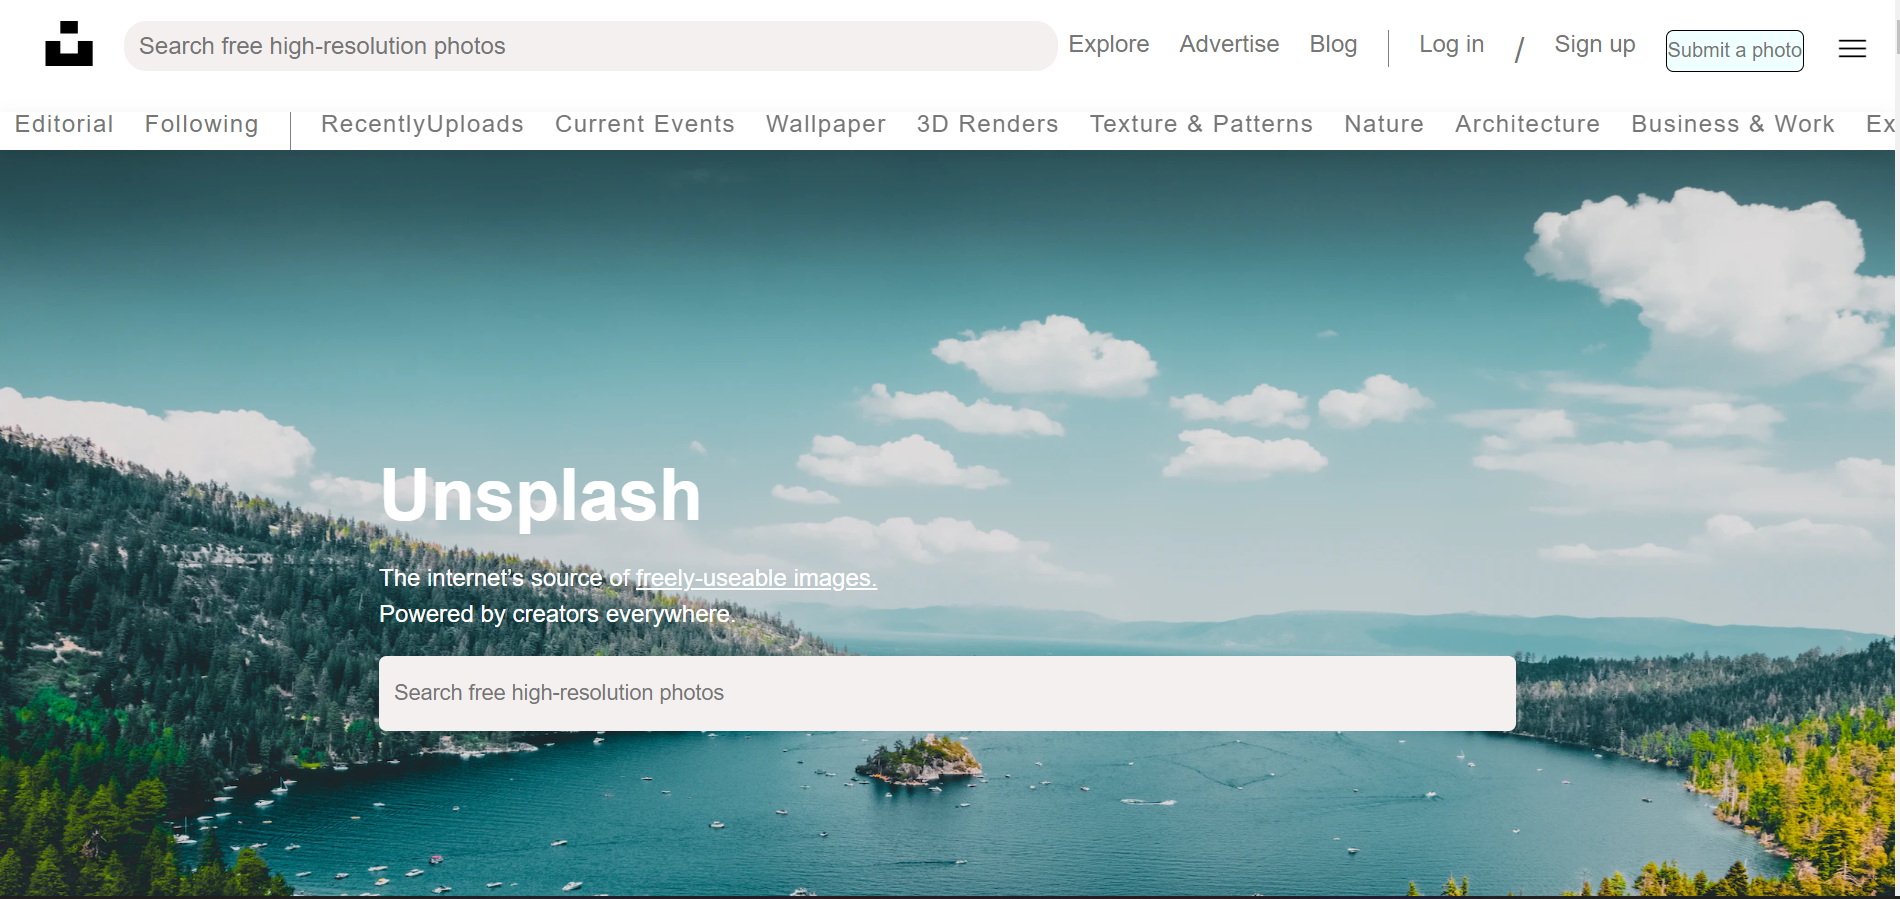 Search free high-resolution photos Explore Advertise Blog Log in / Sign up Submit a photo
Editorial Following RecentlyUploads Current Events Wallpaper 3D Renders Texture & Patterns Nature Architecture Business & Work Ex
Unsplash
The internet’s source of freely-useable images.
Powered by creators everywhere.
Search free high-resolution photos